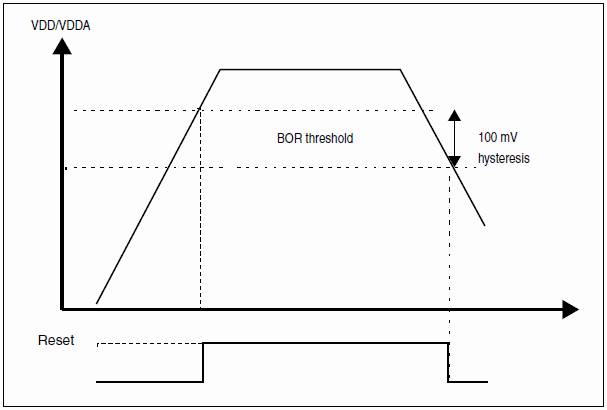 VDD/VDDA
BOR threshold
100 mV
hysteresis
Reset